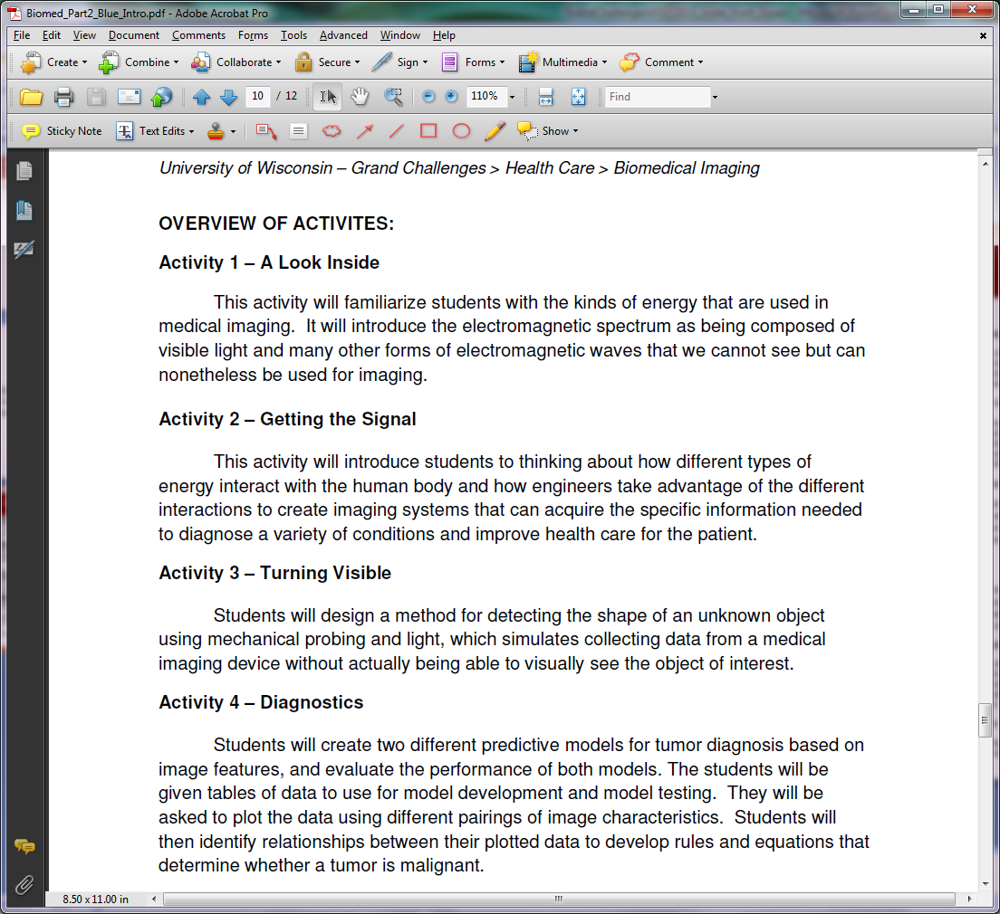 Biomed_Part2_Blue_Intro.pdf - Adobe Acrobat Pro
File Edit View Document Comments Forms Tools Advanced Window Help
Create Combine Collaborate Secure Sign Forms Multimedia Comment
10 / 12 110% Find
Sticky Note Text Edits Show
University of Wisconsin – Grand Challenges > Health Care > Biomedical Imaging
OVERVIEW OF ACTIVITES:
Activity 1 – A Look Inside
This activity will familiarize students with the kinds of energy that are used in
medical imaging. It will introduce the electromagnetic spectrum as being composed of
visible light and many other forms of electromagnetic waves that we cannot see but can
nonetheless be used for imaging.
Activity 2 – Getting the Signal
This activity will introduce students to thinking about how different types of
energy interact with the human body and how engineers take advantage of the different
interactions to create imaging systems that can acquire the specific information needed
to diagnose a variety of conditions and improve health care for the patient.
Activity 3 – Turning Visible
Students will design a method for detecting the shape of an unknown object
using mechanical probing and light, which simulates collecting data from a medical
imaging device without actually being able to visually see the object of interest.
Activity 4 – Diagnostics
Students will create two different predictive models for tumor diagnosis based on
image features, and evaluate the performance of both models. The students will be
given tables of data to use for model development and model testing. They will be
asked to plot the data using different pairings of image characteristics. Students will
then identify relationships between their plotted data to develop rules and equations that
determine whether a tumor is malignant.
8.50 x 11.00 in